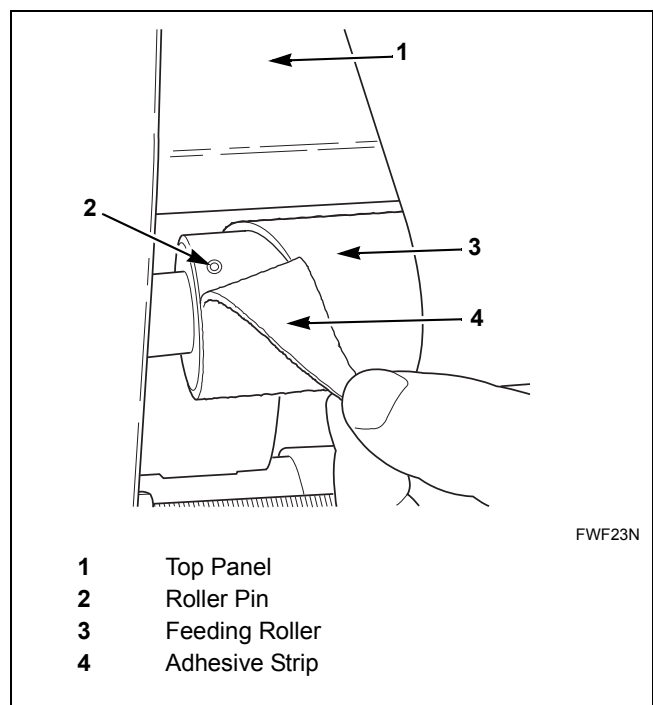 1
2
3
4
FWF23N
1 Top Panel
2 Roller Pin
3 Feeding Roller
4 Adhesive Strip